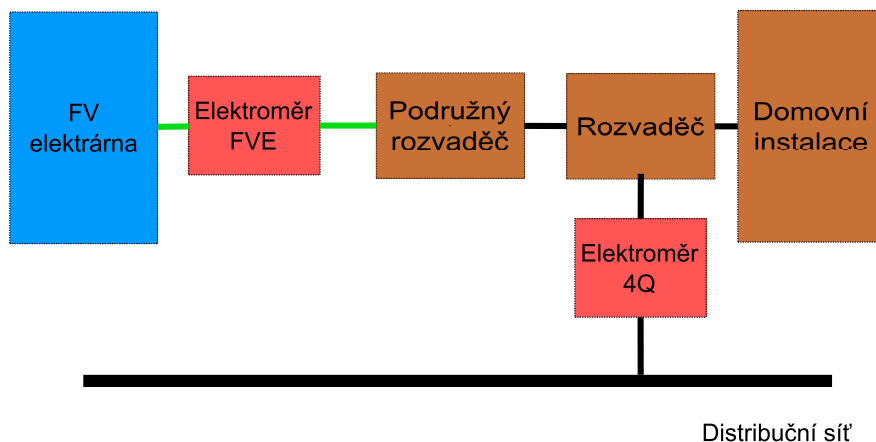 FV
elektrárna
Elektroměr
FVE
Podružný
rozvaděč
Rozvaděč
Domovní
instalace
Elektroměr
4Q
Distribuční síť